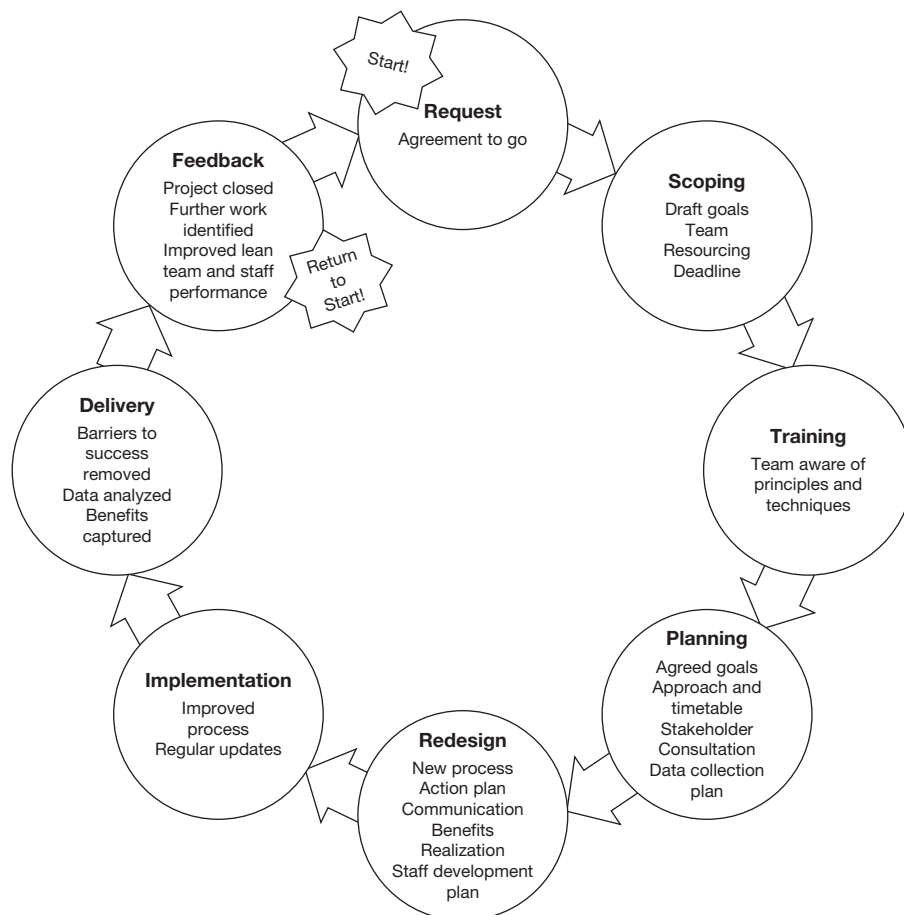 Start!
Request
Agreement to go
Scoping
Draft goals
Team
Resourcing
Deadline
Training
Team aware of
principles and
techniques
Planning
Agreed goals
Approach and
timetable
Stakeholder
Consultation
Data collection
plan
Redesign
New process
Action plan
Communication
Benefits
Realization
Staff development
plan
Implementation
Improved
process
Regular updates
Delivery
Barriers to
success
removed
Data analyzed
Benefits
captured
Feedback
Project closed
Further work
identified
Improved lean
team and staff
performance
Return
to
Start!